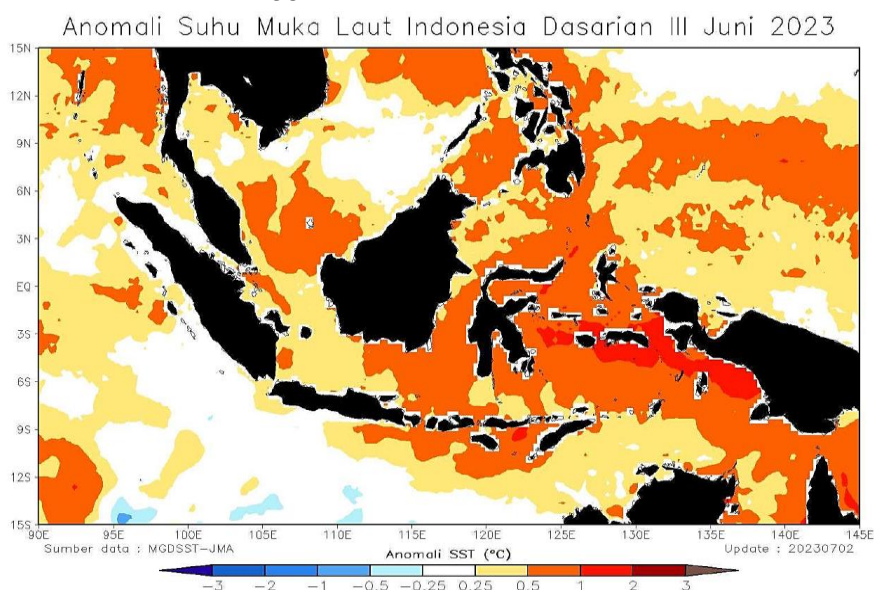 Anomali Suhu Muka Laut Indonesia Dasarian III Juni 2023
15N
12N
9N
6N
3N
EQ
3S
6S
9S
12S
15S
90E 95E 100E 105E 110E 115E 120E 125E 130E 135E 140E 145E
Sumber data : MGDSST-JMA
Anomali SST (°C)
Update : 20230702
-3 -2 -1 -0.5 -0.25 0.25 0.5 1 2 3